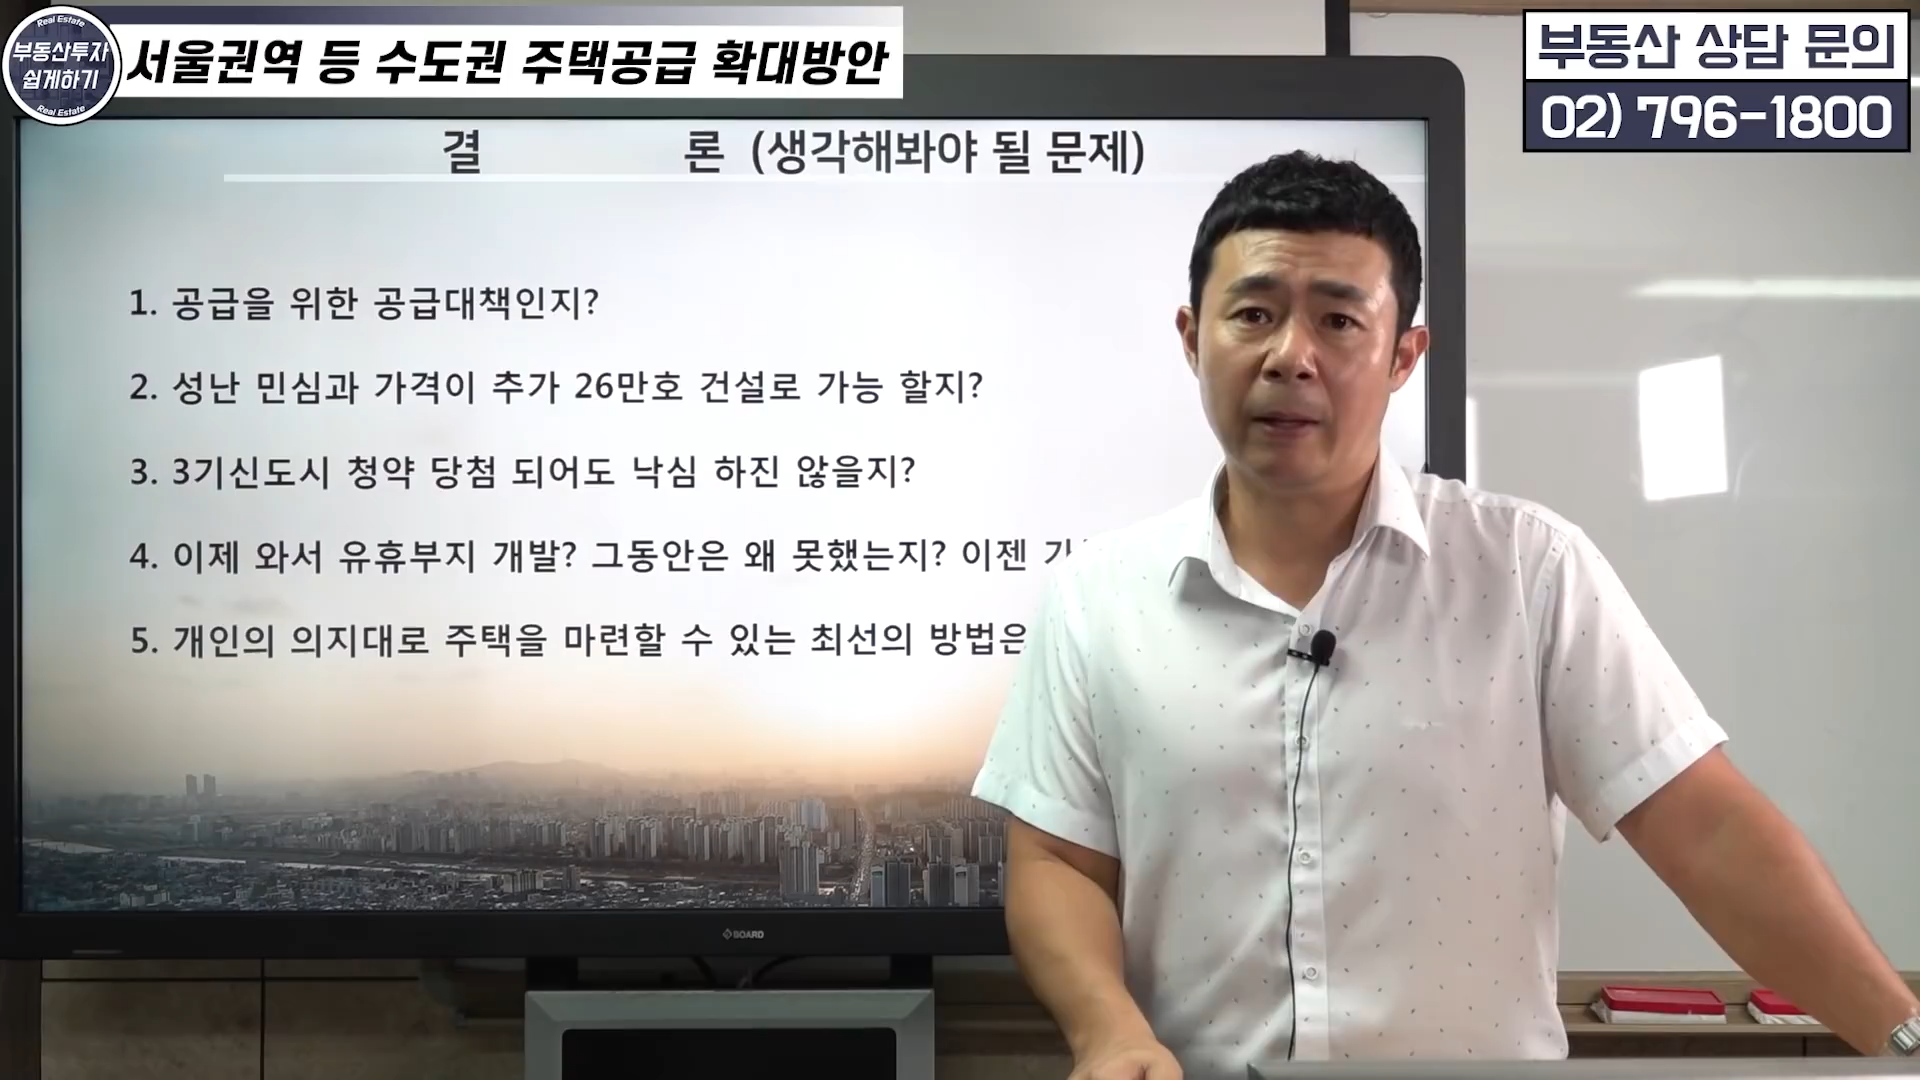 Real Estate
부동산투자
쉽게하기
Real Estate
서울권역 등 수도권 주택공급 확대방안
부동산 상담 문의
02) 796-1800
결 론 (생각해봐야 될 문제)
1. 공급을 위한 공급대책인지?
2. 성난 민심과 가격이 추가 26만호 건설로 가능 할지?
3. 3기신도시 청약 당첨 되어도 낙심 하진 않을지?
4. 이제 와서 유휴부지 개발? 그동안은 왜 못했는지? 이젠
5. 개인의 의지대로 주택을 마련할 수 있는 최선의 방법은
BOARD